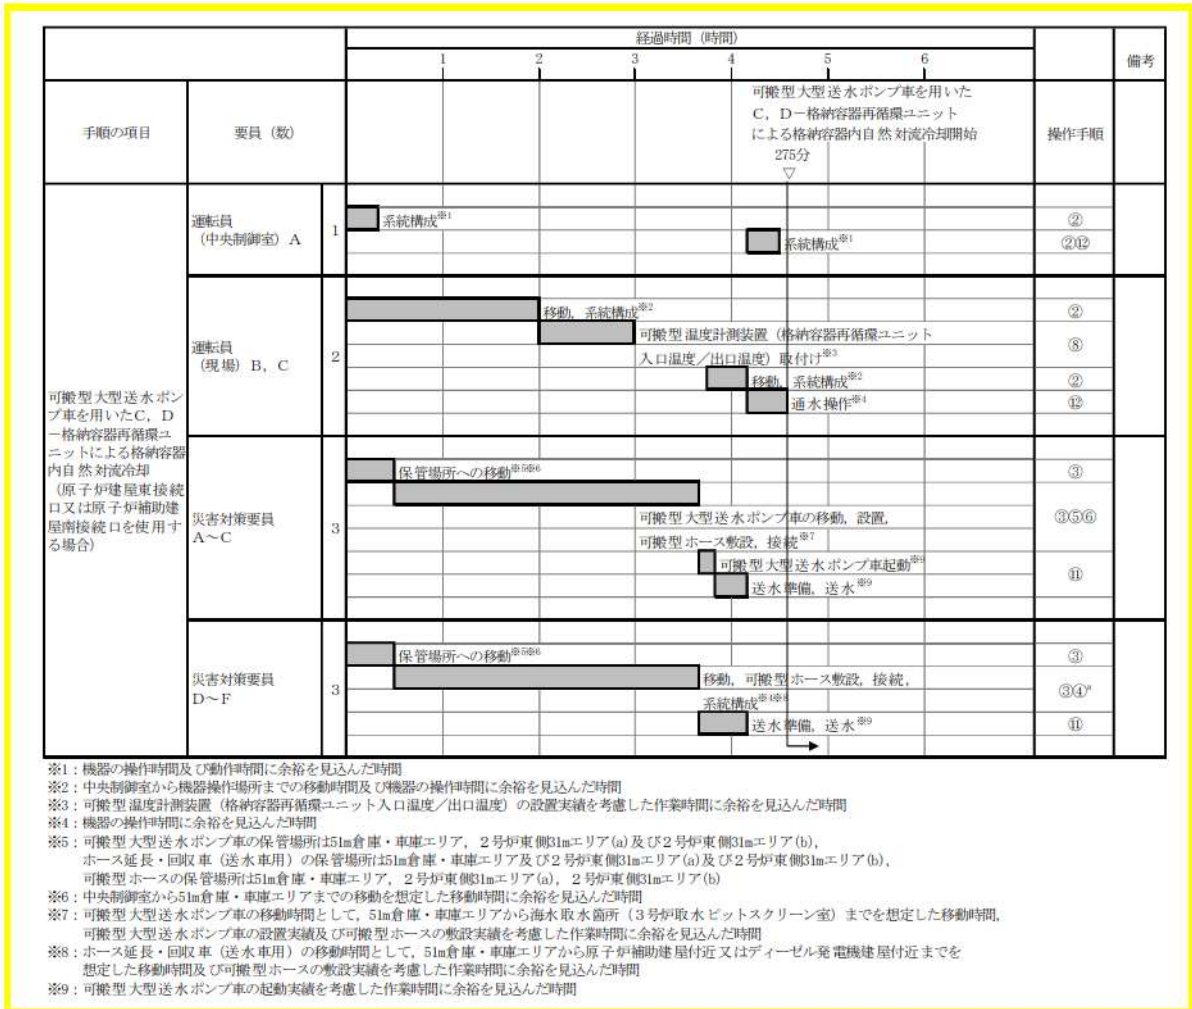 経過時間（時間）
備考
1 2 3 4 5 6
手順の項目
要員（数）
可搬型大型送水ポンプ車を用いた
C，D－格納容器再循環ユニット
による格納容器内自然対流冷却開始
275分
▽
操作手順
可搬型大型送水ポン
プ車を用いたC，D
－格納容器再循環ユ
ニットによる格納容器
内自然対流冷却
（原子炉建屋東接続
口又は原子炉補助建
屋南接続口を使用す
る場合）
運転員
（中央制御室）A
1
系統構成※1
②
系統構成※1
②⑫
運転員
（現場）B，C
2
移動，系統構成※2
②
可搬型温度計測装置（格納容器再循環ユニット
入口温度／出口温度）取付け※3
⑧
移動，系統構成※2
②
通水操作※4
⑫
災害対策要員
A～C
3
保管場所への移動※5※6
③
可搬型大型送水ポンプ車の移動，設置，
可搬型ホース敷設，接続※7
③⑤⑥
可搬型大型送水ポンプ車起動※9
送水準備，送水※9
⑪
災害対策要員
D～F
3
保管場所への移動※5※6
③
移動，可搬型ホース敷設，接続，
系統構成※4※8
③④a
送水準備，送水※9
⑪
※1：機器の操作時間及び動作時間に余裕を見込んだ時間
※2：中央制御室から機器操作場所までの移動時間及び機器の操作時間に余裕を見込んだ時間
※3：可搬型温度計測装置（格納容器再循環ユニット入口温度／出口温度）の設置実績を考慮した作業時間に余裕を見込んだ時間
※4：機器の操作時間に余裕を見込んだ時間
※5：可搬型大型送水ポンプ車の保管場所は51m倉庫・車庫エリア，2号炉東側31mエリア(a)及び2号炉東側31mエリア(b)，
ホース延長・回収車（送水車用）の保管場所は51m倉庫・車庫エリア及び2号炉東側31mエリア(a)及び2号炉東側31mエリア(b)，
可搬型ホースの保管場所は51m倉庫・車庫エリア，2号炉東側31mエリア(a)，2号炉東側31mエリア(b)
※6：中央制御室から51m倉庫・車庫エリアまでの移動を想定した移動時間に余裕を見込んだ時間
※7：可搬型大型送水ポンプ車の移動時間として，51m倉庫・車庫エリアから海水取水箇所（3号炉取水ピットスクリーン室）までを想定した移動時間，
可搬型大型送水ポンプ車の設置実績及び可搬型ホースの敷設実績を考慮した作業時間に余裕を見込んだ時間
※8：ホース延長・回収車（送水車用）の移動時間として，51m倉庫・車庫エリアから原子炉補助建屋付近又はディーゼル発電機建屋付近までを
想定した移動時間及び可搬型ホースの敷設実績を考慮した作業時間に余裕を見込んだ時間
※9：可搬型大型送水ポンプ車の起動実績を考慮した作業時間に余裕を見込んだ時間